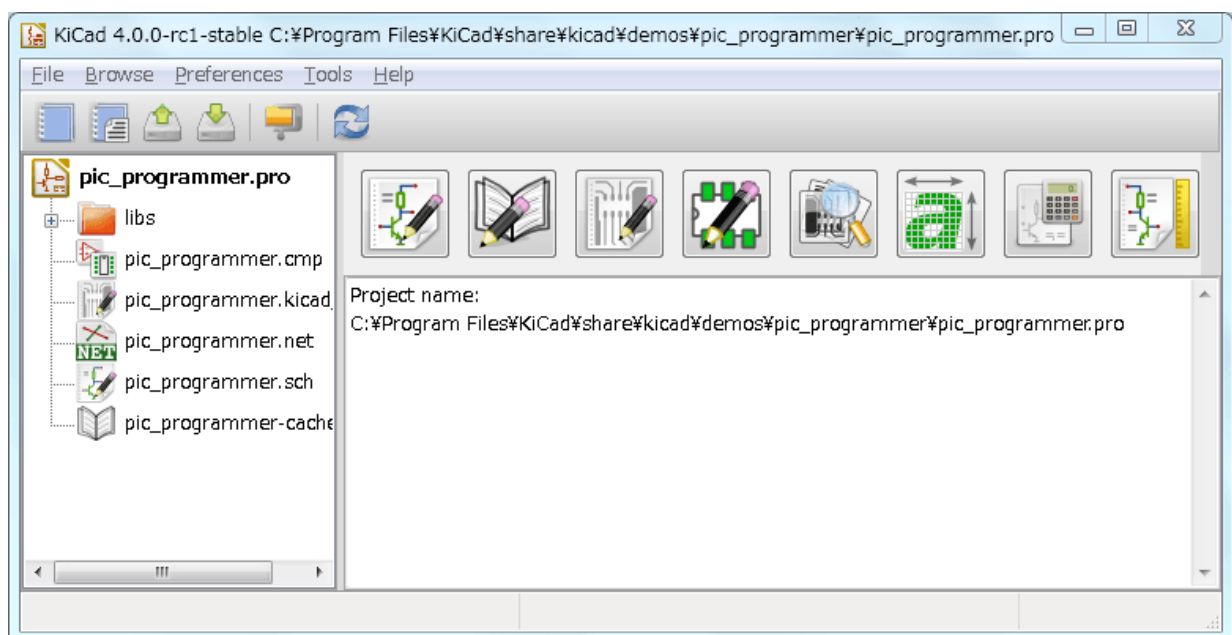 KiCad 4.0.0-rc1-stable C:¥Program Files¥KiCad¥share¥kicad¥demos¥pic_programmer¥pic_programmer.pro
File Browse Preferences Tools Help
pic_programmer.pro
libs
pic_programmer.cmp
pic_programmer.kicad_
NET pic_programmer.net
pic_programmer.sch
pic_programmer-cache
Project name:
C:¥Program Files¥KiCad¥share¥kicad¥demos¥pic_programmer¥pic_programmer.pro